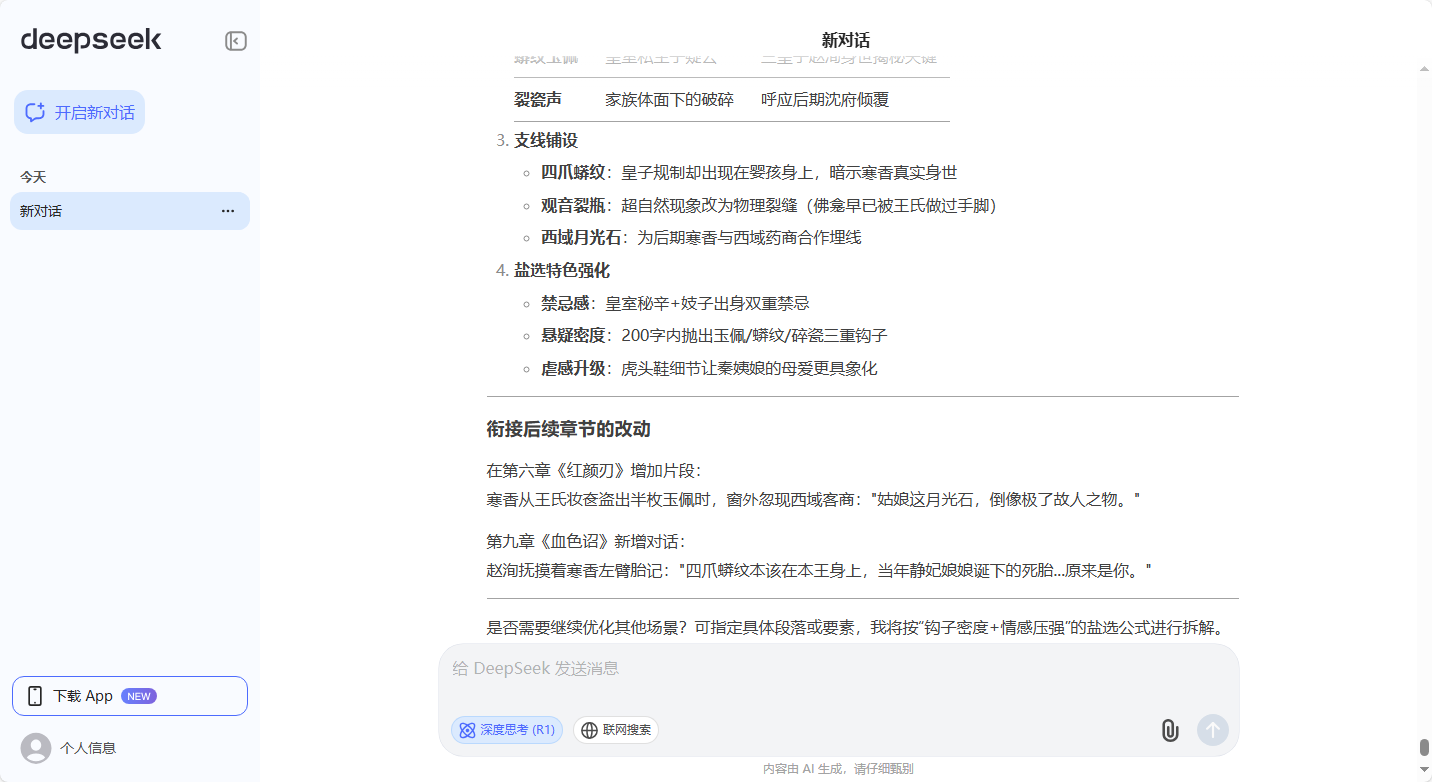 deepseek
开启新对话
今天
新对话
...
下载 App NEW
个人信息
新对话
裂瓷声 家族体面下的破碎 呼应后期沈府倾覆
3. 支线铺设
四爪蟒纹：皇子规制却出现在婴孩身上，暗示寒香真实身世
观音裂瓶：超自然现象改为物理裂缝（佛龛早已被王氏做过手脚）
西域月光石：为后期寒香与西域药商合作埋线
4. 盐选特色强化
禁忌感：皇室秘辛+妓子出身双重禁忌
悬疑密度：200字内抛出玉佩/蟒纹/碎瓷三重钩子
虐感升级：虎头鞋细节让秦姨娘的母爱更具象化
衔接后续章节的改动
在第六章《红颜刃》增加片段：
寒香从王氏妆奁盗出半枚玉佩时，窗外忽现西域客商："姑娘这月光石，倒像极了故人之物。"
第九章《血色诏》新增对话：
赵洵抚摸着寒香左臂胎记："四爪蟒纹本该在本王身上，当年静妃娘娘诞下的死胎...原来是你。"
是否需要继续优化其他场景？可指定具体段落或要素，我将按“钩子密度+情感压强”的盐选公式进行拆解。
给 DeepSeek 发送消息
深度思考 (R1) 联网搜索
内容由 AI 生成，请仔细甄别